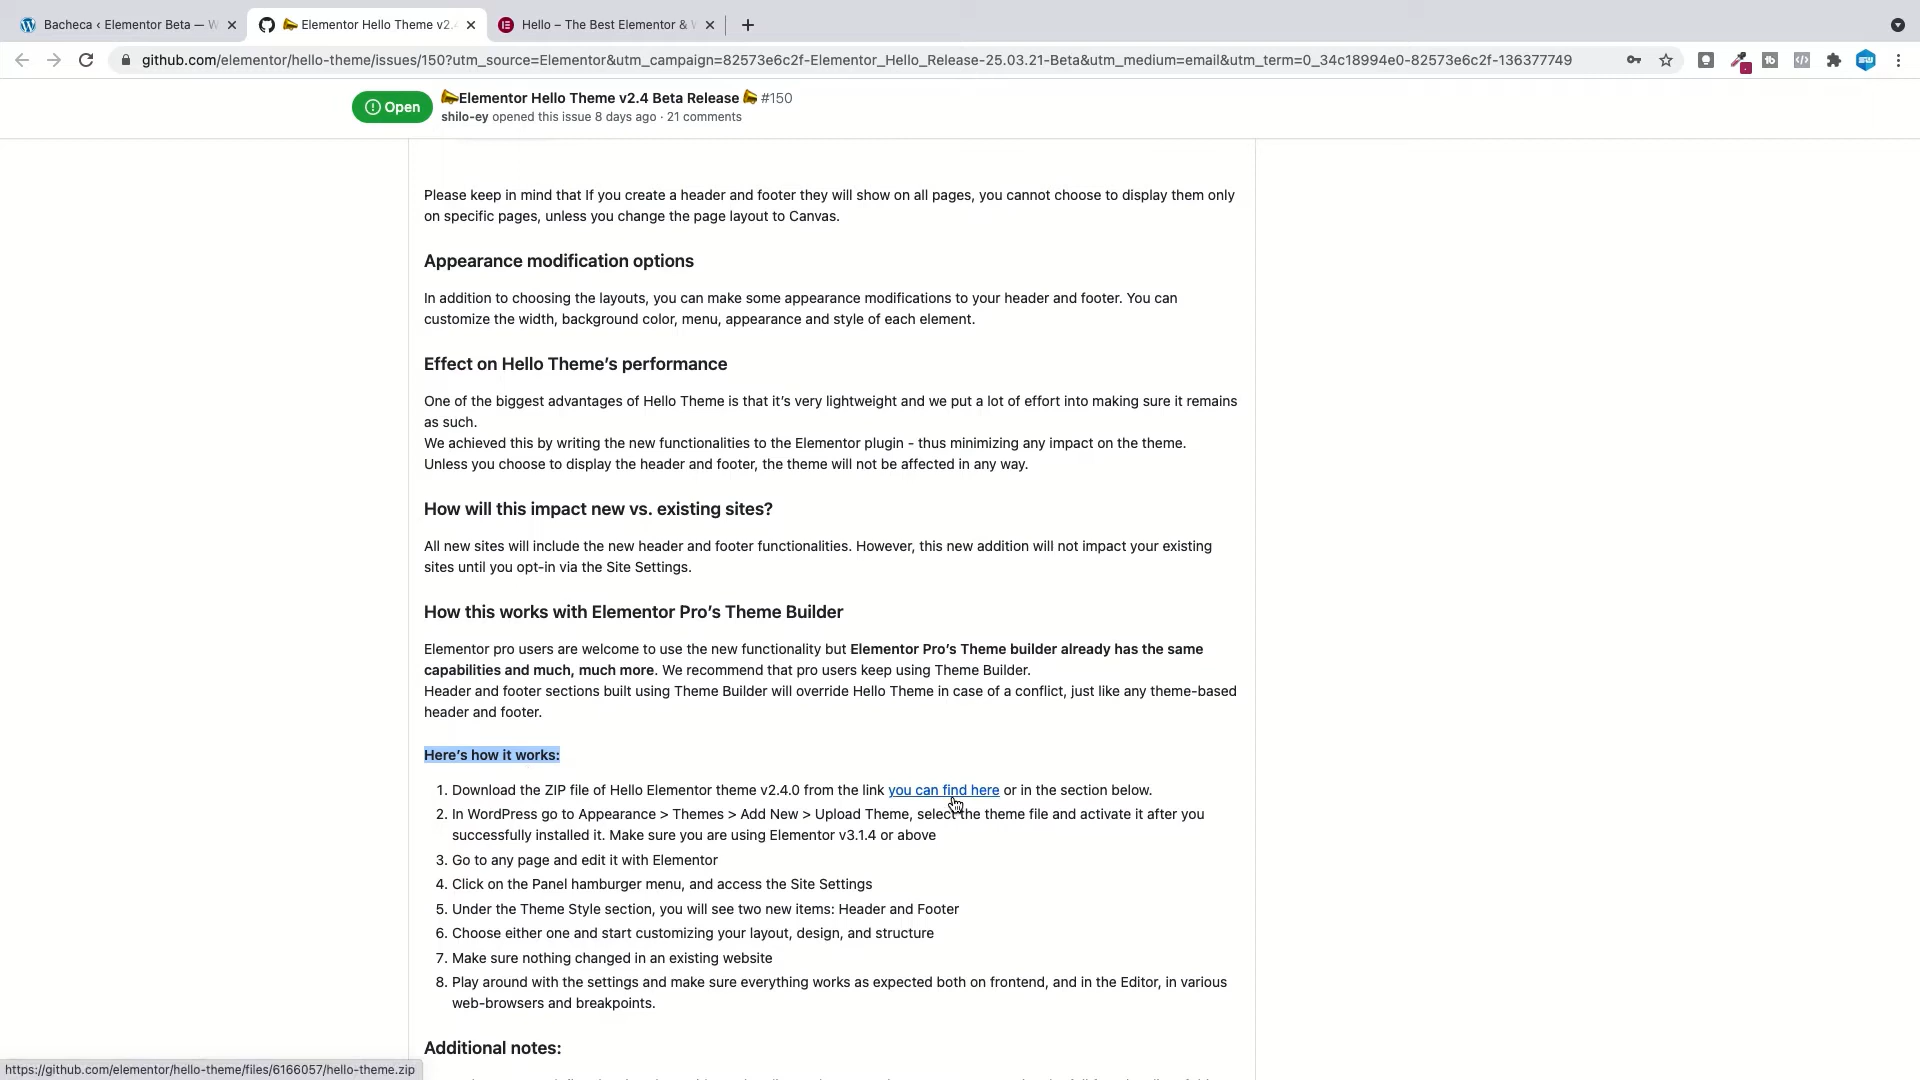 Bacheca ‹ Elementor Beta — W
Elementor Hello Theme v2.4
Hello – The Best Elementor & W
github.com/elementor/hello-theme/issues/150?utm_source=Elementor&utm_campaign=82573e6c2f-Elementor_Hello_Release-25.03.21-Beta&utm_medium=email&utm_term=0_34c18994e0-82573e6c2f-136377749
Open
Elementor Hello Theme v2.4 Beta Release #150
shilo-ey opened this issue 8 days ago · 21 comments
Please keep in mind that If you create a header and footer they will show on all pages, you cannot choose to display them only
on specific pages, unless you change the page layout to Canvas.
Appearance modification options
In addition to choosing the layouts, you can make some appearance modifications to your header and footer. You can
customize the width, background color, menu, appearance and style of each element.
Effect on Hello Theme’s performance
One of the biggest advantages of Hello Theme is that it’s very lightweight and we put a lot of effort into making sure it remains
as such.
We achieved this by writing the new functionalities to the Elementor plugin - thus minimizing any impact on the theme.
Unless you choose to display the header and footer, the theme will not be affected in any way.
How will this impact new vs. existing sites?
All new sites will include the new header and footer functionalities. However, this new addition will not impact your existing
sites until you opt-in via the Site Settings.
How this works with Elementor Pro’s Theme Builder
Elementor pro users are welcome to use the new functionality but Elementor Pro’s Theme builder already has the same
capabilities and much, much more. We recommend that pro users keep using Theme Builder.
Header and footer sections built using Theme Builder will override Hello Theme in case of a conflict, just like any theme-based
header and footer.
Here’s how it works:
1. Download the ZIP file of Hello Elementor theme v2.4.0 from the link you can find here or in the section below.
2. In WordPress go to Appearance > Themes > Add New > Upload Theme, select the theme file and activate it after you
successfully installed it. Make sure you are using Elementor v3.1.4 or above
3. Go to any page and edit it with Elementor
4. Click on the Panel hamburger menu, and access the Site Settings
5. Under the Theme Style section, you will see two new items: Header and Footer
6. Choose either one and start customizing your layout, design, and structure
7. Make sure nothing changed in an existing website
8. Play around with the settings and make sure everything works as expected both on frontend, and in the Editor, in various
web-browsers and breakpoints.
Additional notes:
https://github.com/elementor/hello-theme/files/6166057/hello-theme.zip